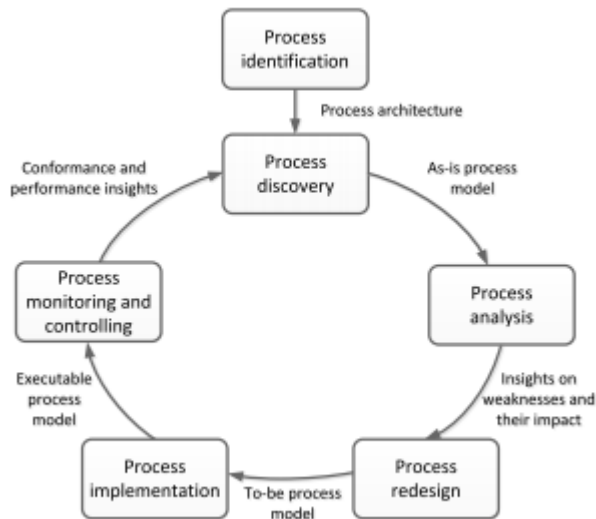 Process
identification
Process architecture
Process
discovery
Conformance and
performance insights
As-is process
model
Process
monitoring and
controlling
Process
analysis
Executable
process
model
Insights on
weaknesses and
their impact
Process
implementation
To-be process
model
Process
redesign